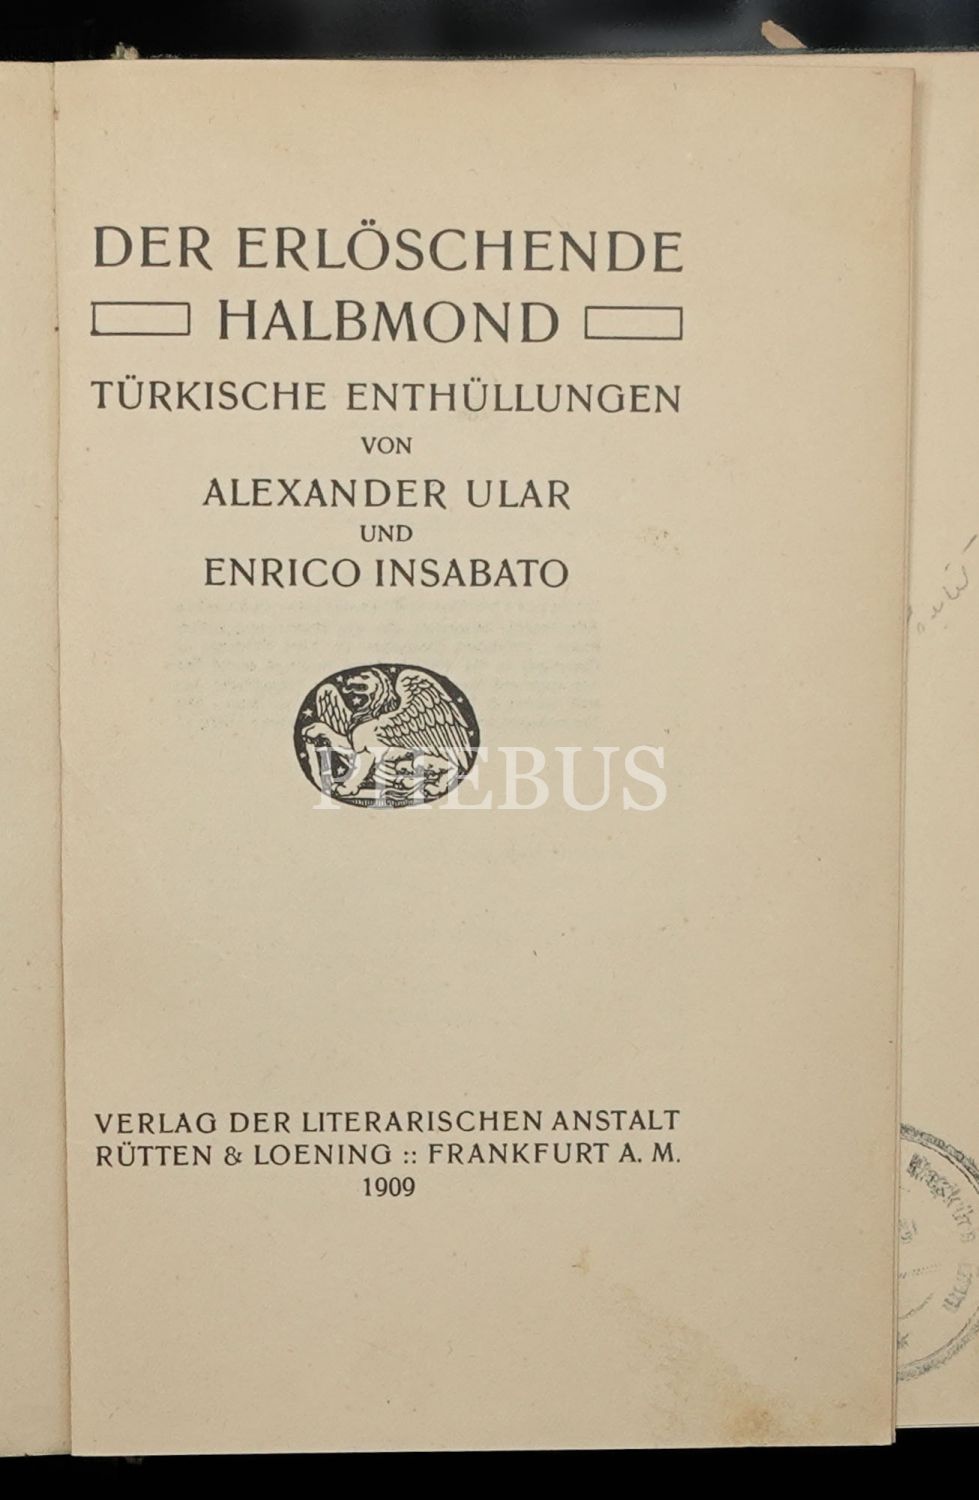 DER ERLÖSCHENDE
HALBMOND
TÜRKISCHE ENTHÜLLUNGEN
VON
ALEXANDER ULAR
UND
ENRICO INSABATO
PHEBUS
VERLAG DER LITERARISCHEN ANSTALT
RÜTTEN & LOENING :: FRANKFURT A. M.
1909